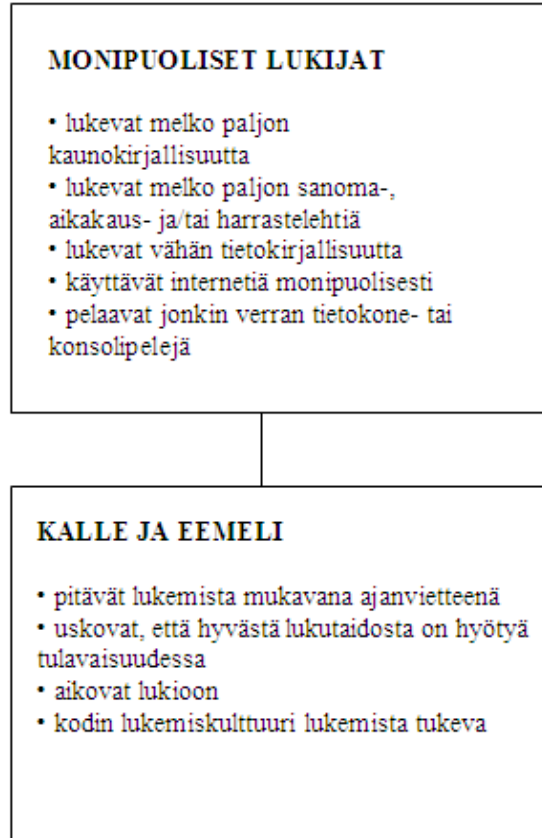 MONIPUOLISET LUKIJAT
• lukevat melko paljon
kaunokirjallisuutta
• lukevat melko paljon sanoma-,
aikakaus- ja/tai harrastelehtiä
• lukevat vähän tietokirjallisuutta
• käyttävät internetiä monipuolisesti
• pelaavat jonkin verran tietokone- tai
konsolipelejä
KALLE JA EEMELI
• pitävät lukemista mukavana ajanvietteenä
• uskovat, että hyvästä lukutaidosta on hyötyä
tulavaisuudessa
• aikovat lukioon
• kodin lukemiskulttuuri lukemista tukeva